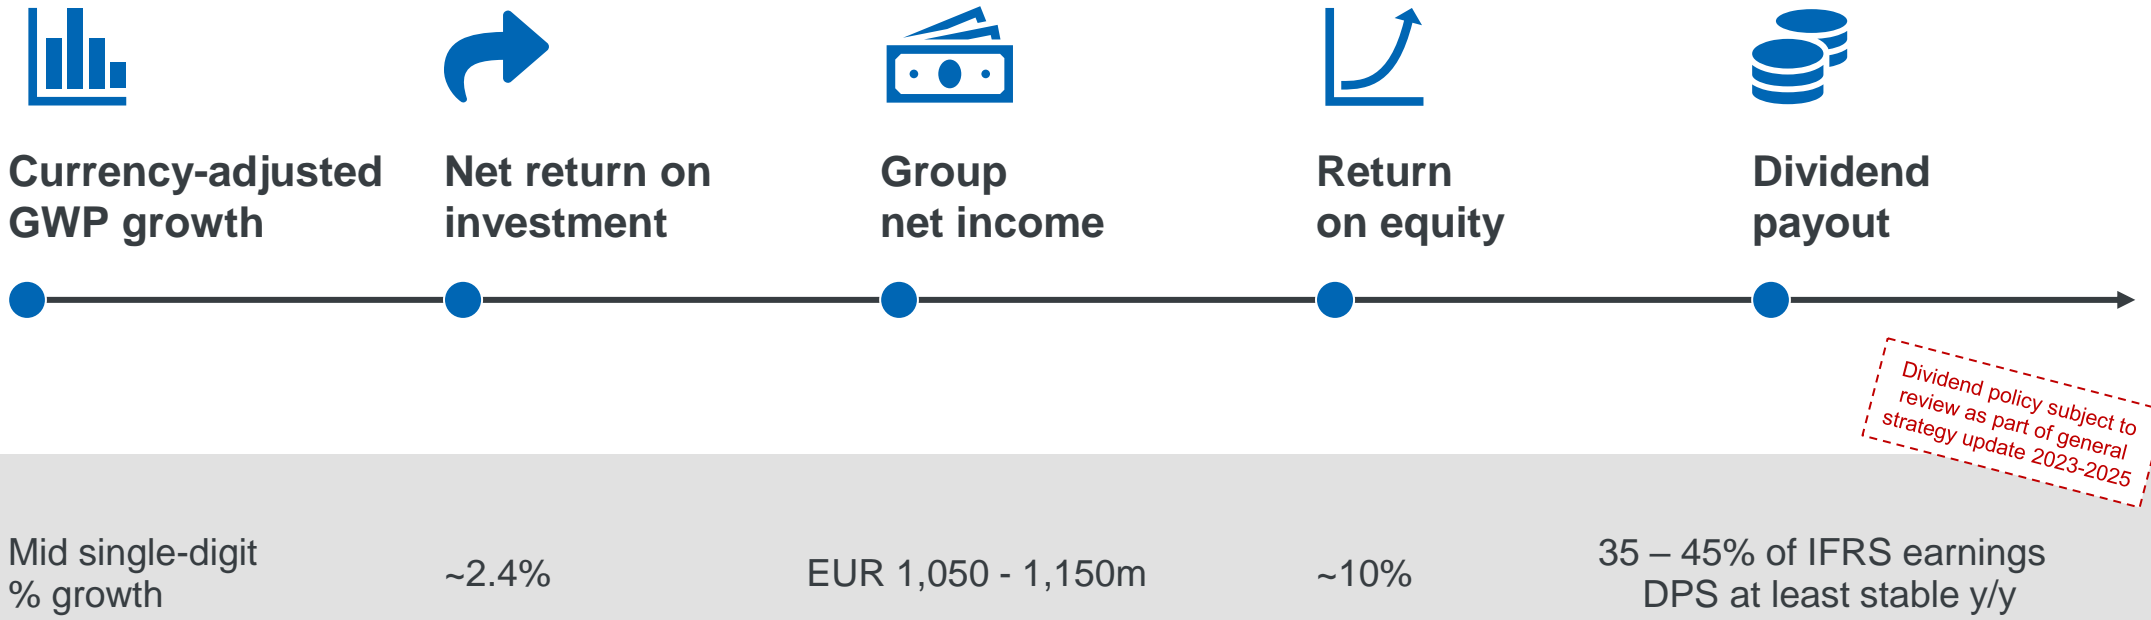 Currency-adjusted
GWP growth
Net return on
investment
Group
net income
Return
on equity
Dividend
payout
Dividend policy subject to
review as part of general
strategy update 2023-2025
Mid single-digit
% growth
~2.4%
EUR 1,050 - 1,150m
~10%
35 – 45% of IFRS earnings
DPS at least stable y/y